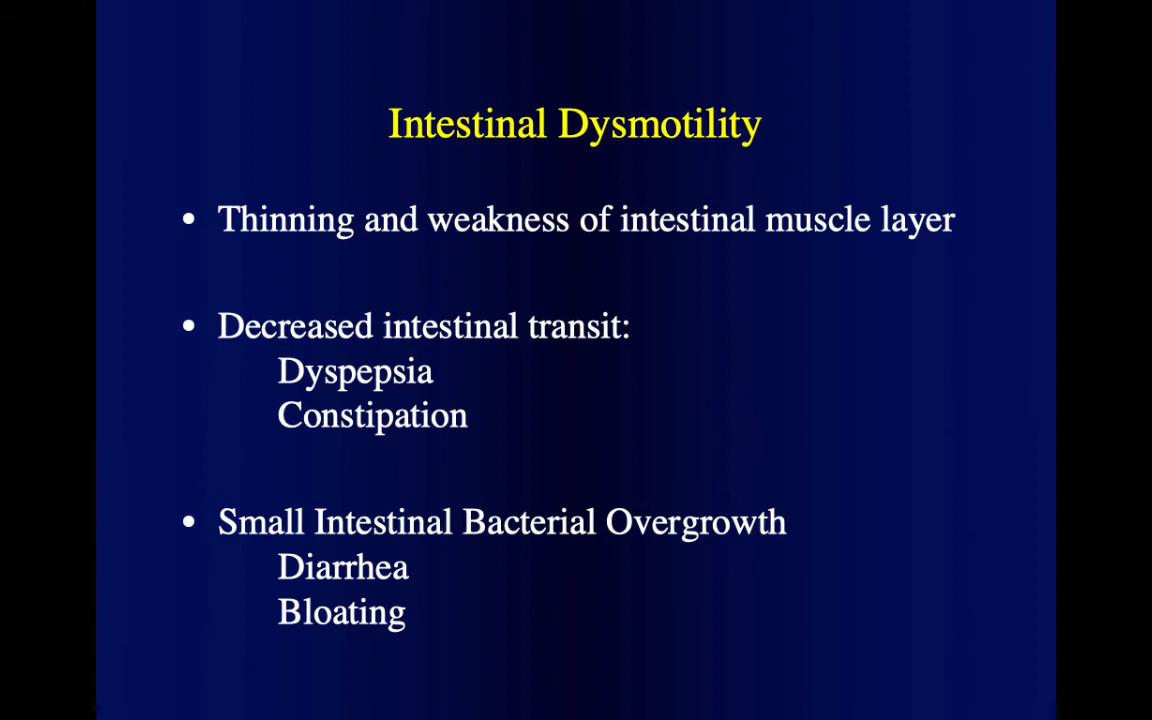 Intestinal Dysmotility
• Thinning and weakness of intestinal muscle layer
• Decreased intestinal transit:
Dyspepsia
Constipation
• Small Intestinal Bacterial Overgrowth
Diarrhea
Bloating